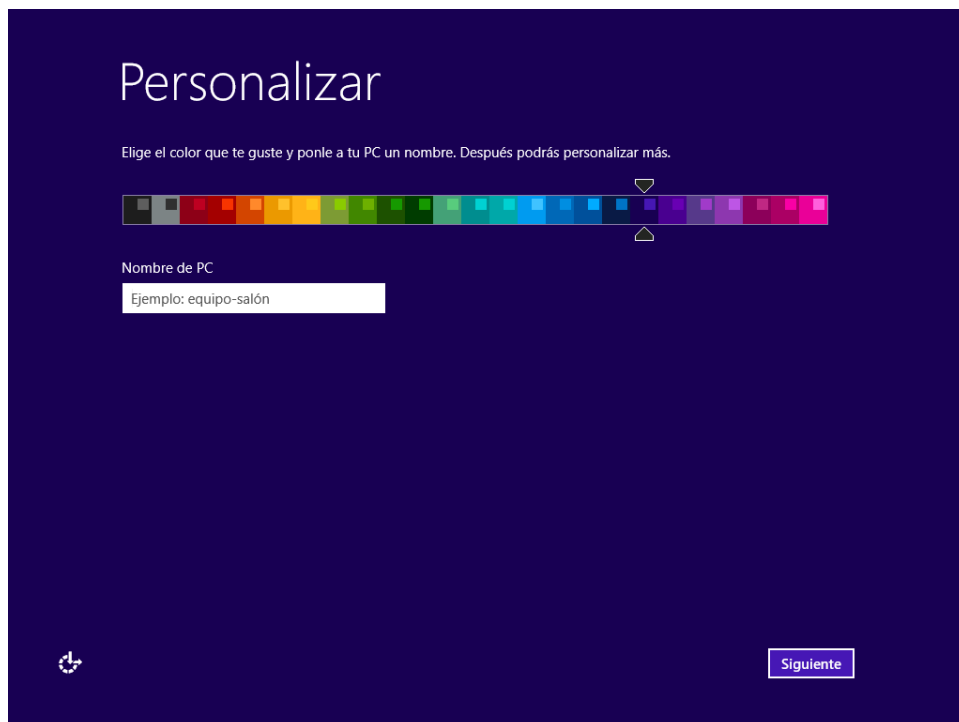 Personalizar
Elige el color que te guste y ponle a tu PC un nombre. Después podrás personalizar más.
Nombre de PC
Ejemplo: equipo-salón
Siguiente